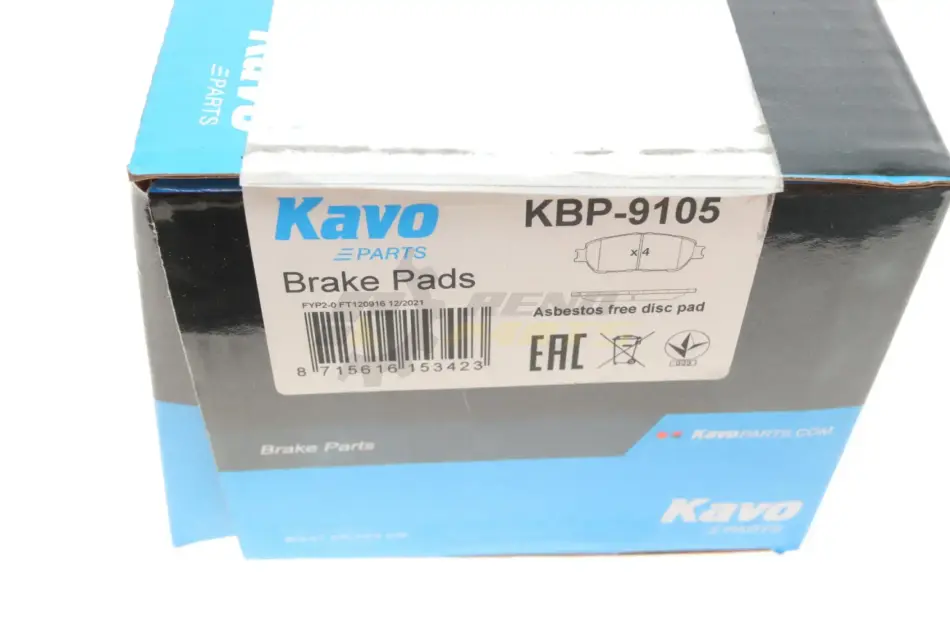 Kavo
PARTS
Kavo
PARTS
KBP-9105
x 4
Brake Pads
FYP2-0 FT120916 12/2021
Asbestos free disc pad
8 715616 153423
EAC
Brake Parts
KavoPARTS.COM
Kavo
PARTS